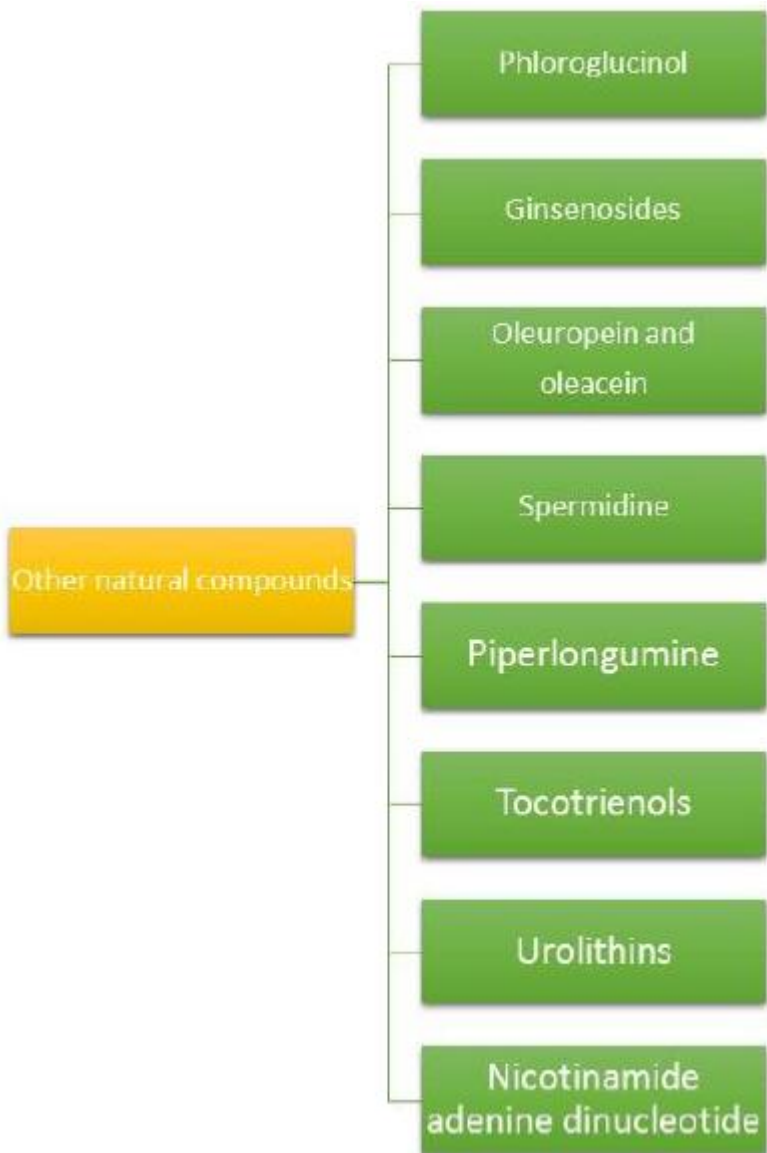 Phloroglucinol
Ginsenosides
Oleuropein and
oleacein
Spermidine
Other natural compounds
Piperlongumine
Tocotrienols
Urolithins
Nicotinamide
adenine dinucleotide